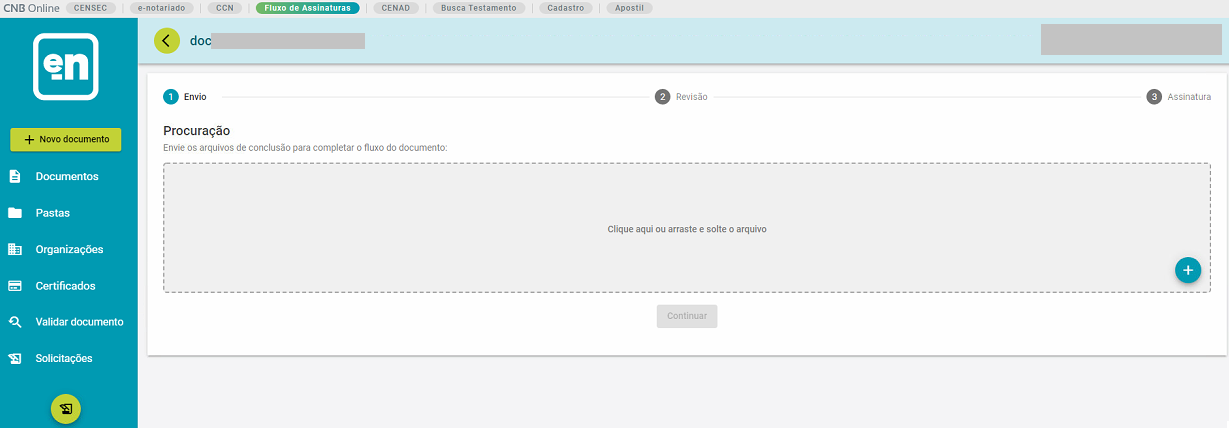 CNB Online CENSEC e-notariado CCN Fluxo de Assinaturas CENAD Busca Testamento Cadastro Apostil
en
doc
1 Envio 2 Revisão 3 Assinatura
Novo documento
Procuração
Envie os arquivos de conclusão para completar o fluxo do documento:
Documentos
Pastas
Clique aqui ou arraste e solte o arquivo
Organizações
Certificados
Continuar
Validar documento
Solicitações